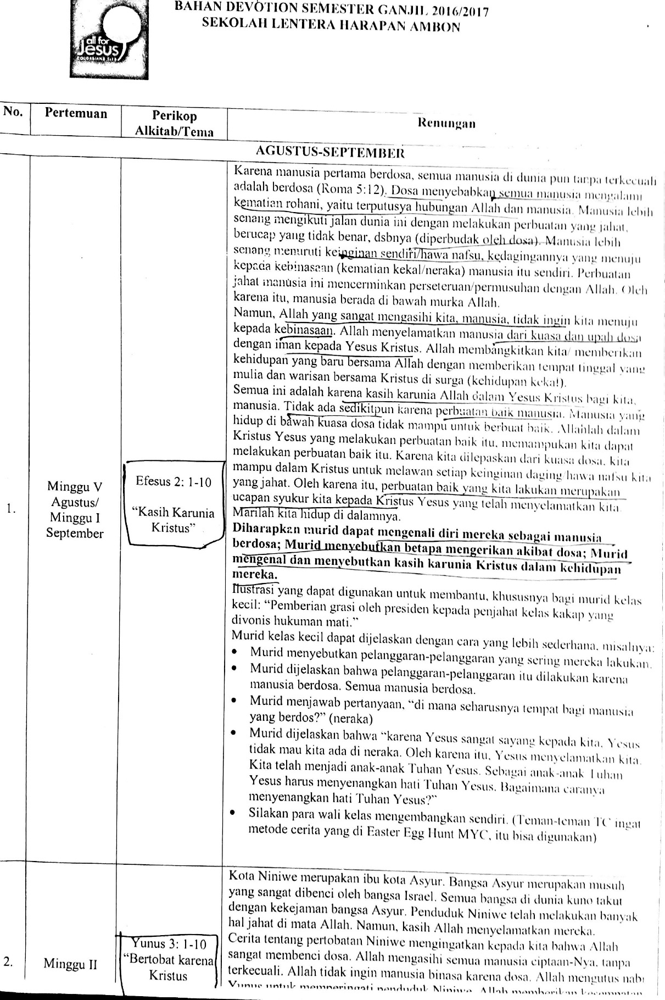 BAHAN DEVOTION SEMESTER GANJIL 2016/2017
SEKOLAH LENTERA HARAPAN AMBON
all for
Jesus
COLOSSIANS 1:18
No.
Pertemuan
Perikop
Alkitab/Tema
Renungan
AGUSTUS-SEPTEMBER
1.
Minggu V
Agustus/
Minggu I
September
Efesus 2: 1-10
“Kasih Karunia
Kristus”
Karena manusia pertama berdosa, semua manusia di dunia pun tanpa terkecuali
adalah berdosa (Roma 5:12). Dosa menyebabkan semua manusia mengalami
kematian rohani, yaitu terputusya hubungan Allah dan manusia. Manusia lebih
senang mengikuti jalan dunia ini dengan melakukan perbuatan yang jahat,
berucap yang tidak benar, dsbnya (diperbudak oleh dosa). Manusia lebih
senang menuruti keinginan sendiri/hawa nafsu, kedagingannya yang menuju
kepada kebinasaan (kematian kekal/neraka) manusia itu sendiri. Perbuatan
jahat manusia ini mencerminkan perseteruan/permusuhan dengan Allah. Oleh
karena itu, manusia berada di bawah murka Allah.
Namun, Allah yang sangat mengasihi kita, manusia, tidak ingin kita menuju
kepada kebinasaan. Allah menyelamatkan manusia dari kuasa dan upah dosa
dengan iman kepada Yesus Kristus. Allah membangkitkan kita/ memberikan
kehidupan yang baru bersama Allah dengan memberikan tempat tinggal yang
mulia dan warisan bersama Kristus di surga (kehidupan kekal).
Semua ini adalah karena kasih karunia Allah dalam Yesus Kristus bagi kita,
manusia. Tidak ada sedikitpun karena perbuatan baik manusia. Manusia yang
hidup di bawah kuasa dosa tidak mampu untuk berbuat baik. Allahlah dalam
Kristus Yesus yang melakukan perbuatan baik itu, memampukan kita dapat
melakukan perbuatan baik itu. Karena kita dilepaskan dari kuasa dosa, kita
mampu dalam Kristus untuk melawan setiap keinginan daging/hawa nafsu kita
yang jahat. Oleh karena itu, perbuatan baik yang kita lakukan merupakan
ucapan syukur kita kepada Kristus Yesus yang telah menyelamatkan kita.
Marilah kita hidup di dalamnya.
Diharapkan murid dapat mengenali diri mereka sebagai manusia
berdosa; Murid menyebutkan betapa mengerikan akibat dosa; Murid
mengenal dan menyebutkan kasih karunia Kristus dalam kehidupan
mereka.
Ilustrasi yang dapat digunakan untuk membantu, khususnya bagi murid kelas
kecil: “Pemberian grasi oleh presiden kepada penjahat kelas kakap yang
divonis hukuman mati.”
Murid kelas kecil dapat dijelaskan dengan cara yang lebih sederhana, misalnya:
• Murid menyebutkan pelanggaran-pelanggaran yang sering mereka lakukan.
• Murid dijelaskan bahwa pelanggaran-pelanggaran itu dilakukan karena
manusia berdosa. Semua manusia berdosa.
• Murid menjawab pertanyaan, “di mana seharusnya tempat bagi manusia
yang berdos?” (neraka)
• Murid dijelaskan bahwa “karena Yesus sangat sayang kepada kita, Yesus
tidak mau kita ada di neraka. Oleh karena itu, Yesus menyelamatkan kita.
Kita telah menjadi anak-anak Tuhan Yesus. Sebagai anak-anak Tuhan
Yesus harus menyenangkan hati Tuhan Yesus. Bagaimana caranya
menyenangkan hati Tuhan Yesus?”
• Silakan para wali kelas mengembangkan sendiri. (Teman-teman TC ingat
metode cerita yang di Easter Egg Hunt MYC, itu bisa digunakan)
2.
Minggu II
Yunus 3: 1-10
“Bertobat karena
Kristus
Kota Niniwe merupakan ibu kota Asyur. Bangsa Asyur merupakan musuh
yang sangat dibenci oleh bangsa Israel. Semua bangsa di dunia kuno takut
dengan kekejaman bangsa Asyur. Penduduk Niniwe telah melakukan banyak
hal jahat di mata Allah. Namun, kasih Allah menyelamatkan mereka.
Cerita tentang pertobatan Niniwe mengingatkan kepada kita bahwa Allah
sangat membenci dosa. Allah mengasihi semua manusia ciptaan-Nya, tanpa
terkecuali. Allah tidak ingin manusia binasa karena dosa. Allah mengutus nabi
Yunus untuk memperingati penduduk Niniwe. Allah memberikan kesempatan